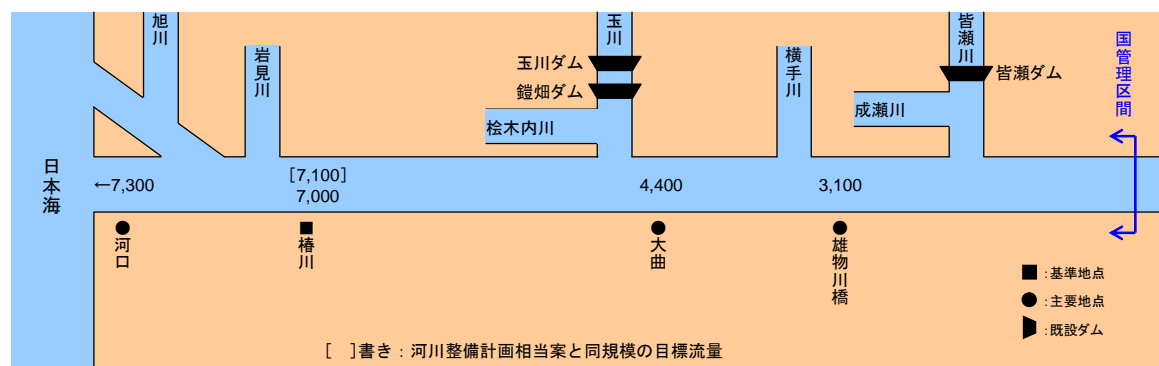 旭川
岩見川
玉川
玉川ダム
鎧畑ダム
桧木内川
横手川
皆瀬川
皆瀬ダム
成瀬川
国管理区間
日本海
←7,300
[7,100]
7,000
4,400
3,100
河口
椿川
大曲
雄物川橋
■:基準地点
●:主要地点
:既設ダム
[ ]書き:河川整備計画相当案と同規模の目標流量